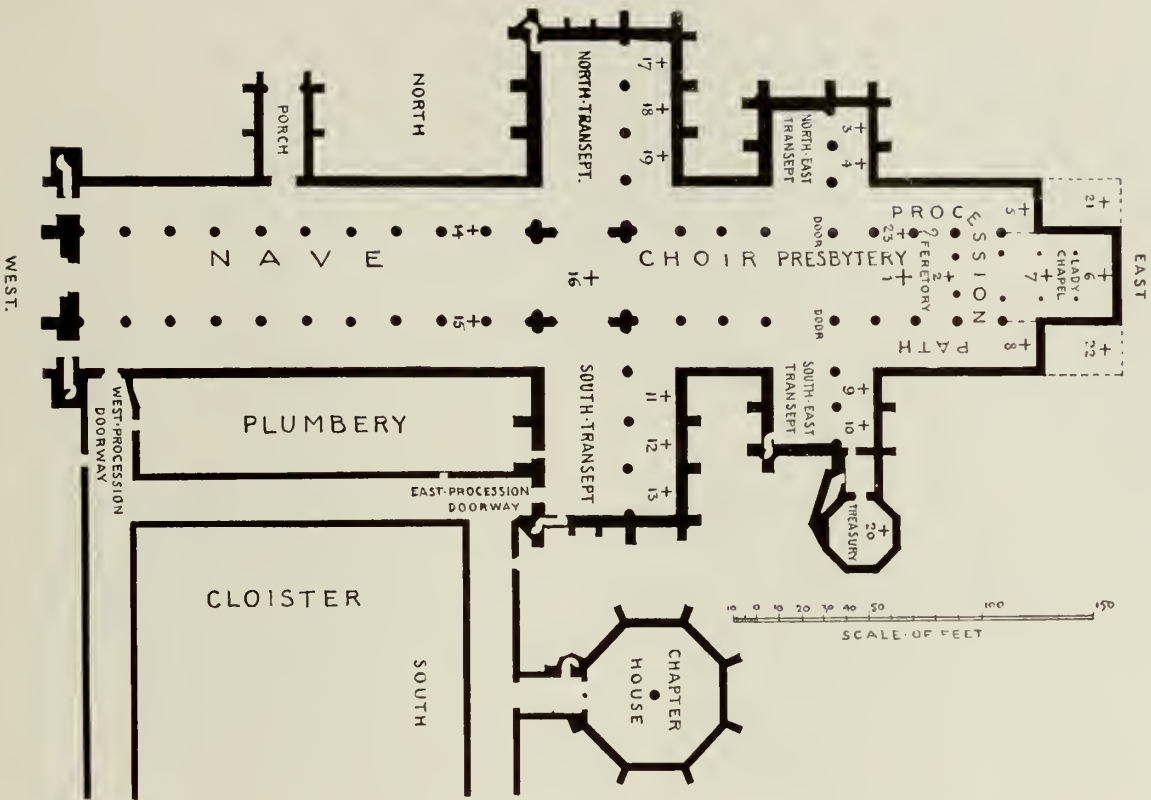 NORTH
PORCH
NORTH·TRANSEPT.
17
18
19
NORTH-EAST
TRANSEPT
3
4
5
21
WEST.
NAVE
14
15
16
CHOIR
PRESBYTERY
DOOR
DOOR
23
1
2
FERETORY
PROCESSION
PATH
LADY
CHAPEL
7
6
8
22
EAST
WEST-PROCESSION
DOORWAY
PLUMBERY
EAST-PROCESSION
DOORWAY
SOUTH·TRANSEPT
11
12
13
SOUTH-EAST
TRANSEPT
9
10
20
TREASURY
CLOISTER
SOUTH
CHAPTER
HOUSE
10 0 10 20 30 40 50 100 150
SCALE·OF FEET